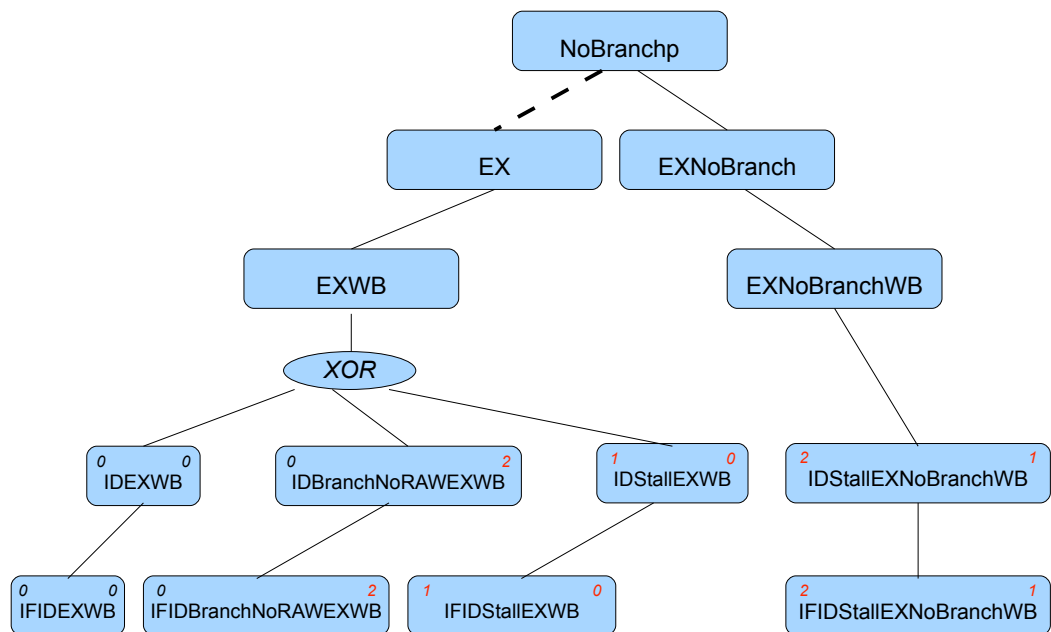 NoBranchp
EX
EXNoBranch
EXWB
EXNoBranchWB
XOR
0 0
IDEXWB
0 2
IDBranchNoRAWEXWB
1 0
IDStallEXWB
2 1
IDStallEXNoBranchWB
0 0
IFIDEXWB
0 2
IFIDBranchNoRAWEXWB
1 0
IFIDStallEXWB
2 1
IFIDStallEXNoBranchWB